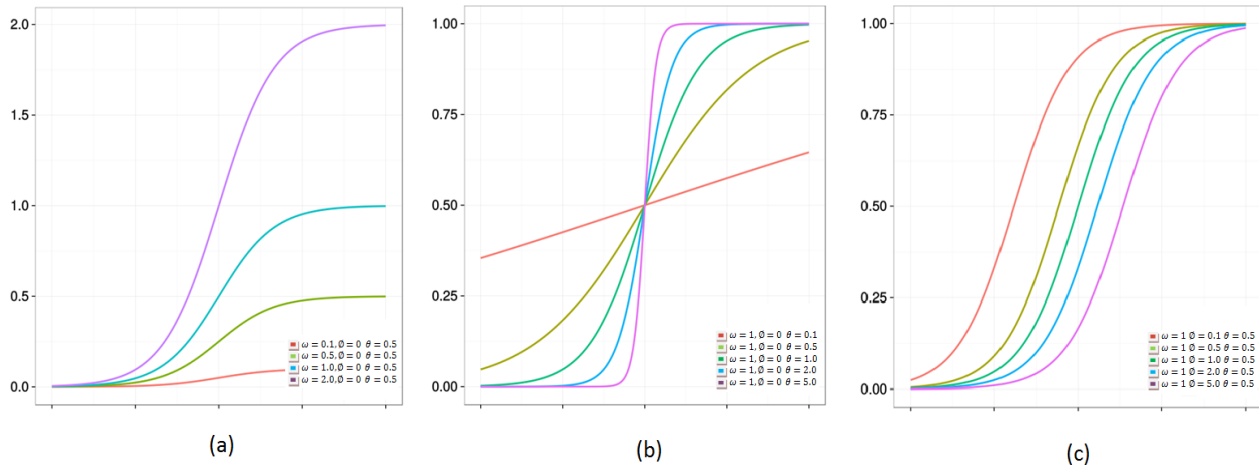 2.0
1.5
1.0
0.5
0.0
ω = 0.1,Ø = 0 θ = 0.5
ω = 0.5,Ø = 0 θ = 0.5
ω = 1.0,Ø = 0 θ = 0.5
ω = 2.0,Ø = 0 θ = 0.5
(a)
1.00
0.75
0.50
0.25
0.00
ω = 1,Ø = 0 θ = 0.1
ω = 1,Ø = 0 θ = 0.5
ω = 1,Ø = 0 θ = 1.0
ω = 1,Ø = 0 θ = 2.0
ω = 1,Ø = 0 θ = 5.0
(b)
1.00
0.75
0.50
0.25
0.00
ω = 1 Ø = 0.1 θ = 0.5
ω = 1 Ø = 0.5 θ = 0.5
ω = 1 Ø = 1.0 θ = 0.5
ω = 1 Ø = 2.0 θ = 0.5
ω = 1 Ø = 5.0 θ = 0.5
(c)